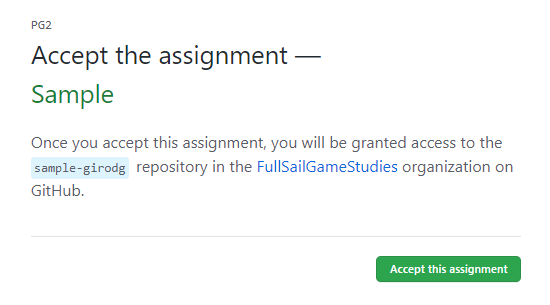 PG2
Accept the assignment —
Sample
Once you accept this assignment, you will be granted access to the
sample-girodg repository in the FullSailGameStudies organization on
GitHub.
Accept this assignment